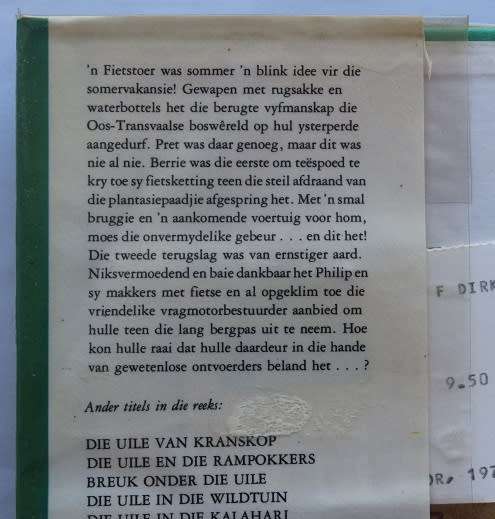 'n Fietstoer was sommer 'n blink idee vir die
somervakansie! Gewapen met rugsakke en
waterbottels het die berugte vyfmanskap die
Oos-Transvaalse boswêreld op hul ysterperde
aangedurf. Pret was daar genoeg, maar dit was
nie al nie. Berrie was die eerste om teëspoed te
kry toe sy fietsketting teen die steil afdraand van
die plantasiepaadjie afgespring het. Met 'n smal
bruggie en 'n aankomende voertuig voor hom,
moes die onvermydelike gebeur . . . en dit het!
Die tweede terugslag was van ernstiger aard.
Niksvermoedend en baie dankbaar het Philip en
sy makkers met fietse en al opgeklim toe die
vriendelike vragmotorbestuurder aanbied om
hulle teen die lang bergpas uit te neem. Hoe
kon hulle raai dat hulle daardeur in die hande
van gewetenlose ontvoerders beland het . . . ?
Ander titels in die reeks:
DIE UILE VAN KRANSKOP
DIE UILE EN DIE RAMPOKKERS
BREUK ONDER DIE UILE
DIE UILE IN DIE WILDTUIN
DIE UILE IN DIE KALAHARI
F DIRK
9.50
DR, 197